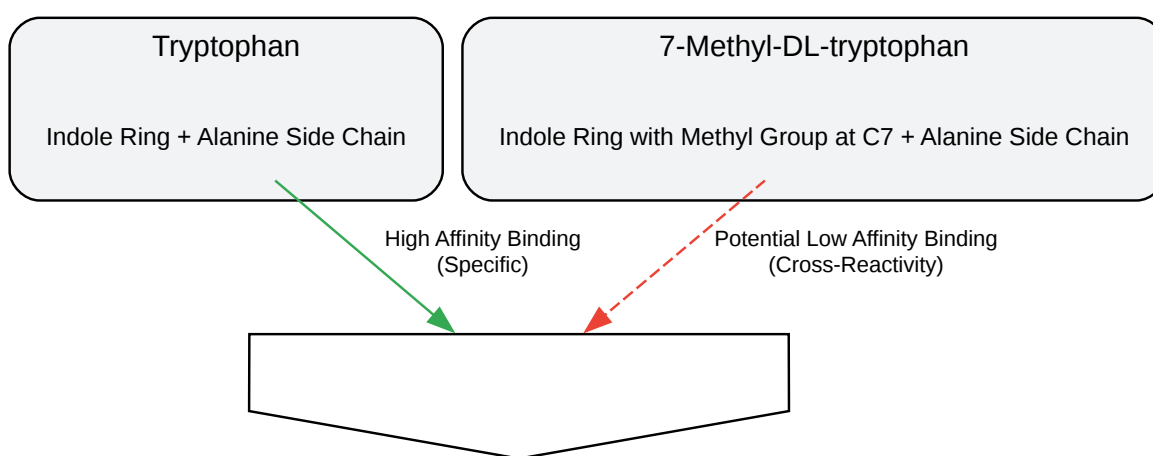 Tryptophan
Indole Ring + Alanine Side Chain
7-Methyl-DL-tryptophan
Indole Ring with Methyl Group at C7 + Alanine Side Chain
High Affinity Binding
(Specific)
Potential Low Affinity Binding
(Cross-Reactivity)